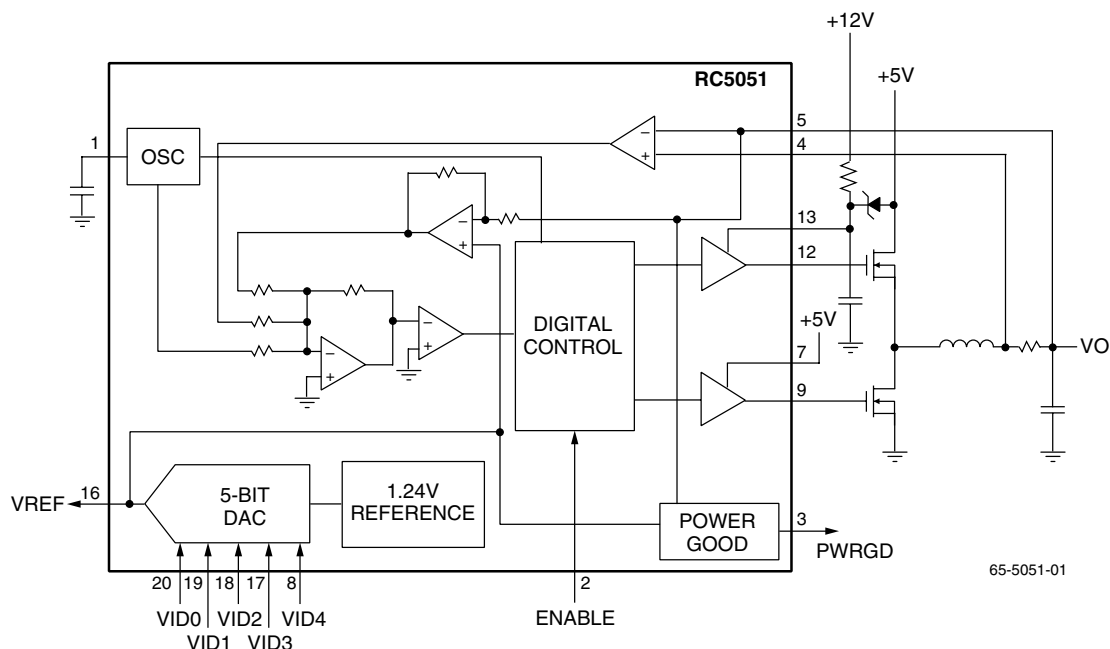 +12V
RC5051
+5V
5
1
OSC
4
−
+
13
−
+
12
DIGITAL
CONTROL
+5V
−
+
−
+
7
VO
9
16
VREF
5-BIT
DAC
1.24V
REFERENCE
POWER
GOOD
3
PWRGD
20 19 18 17 8
2
65-5051-01
VID0 VID2 VID4
ENABLE
VID1 VID3